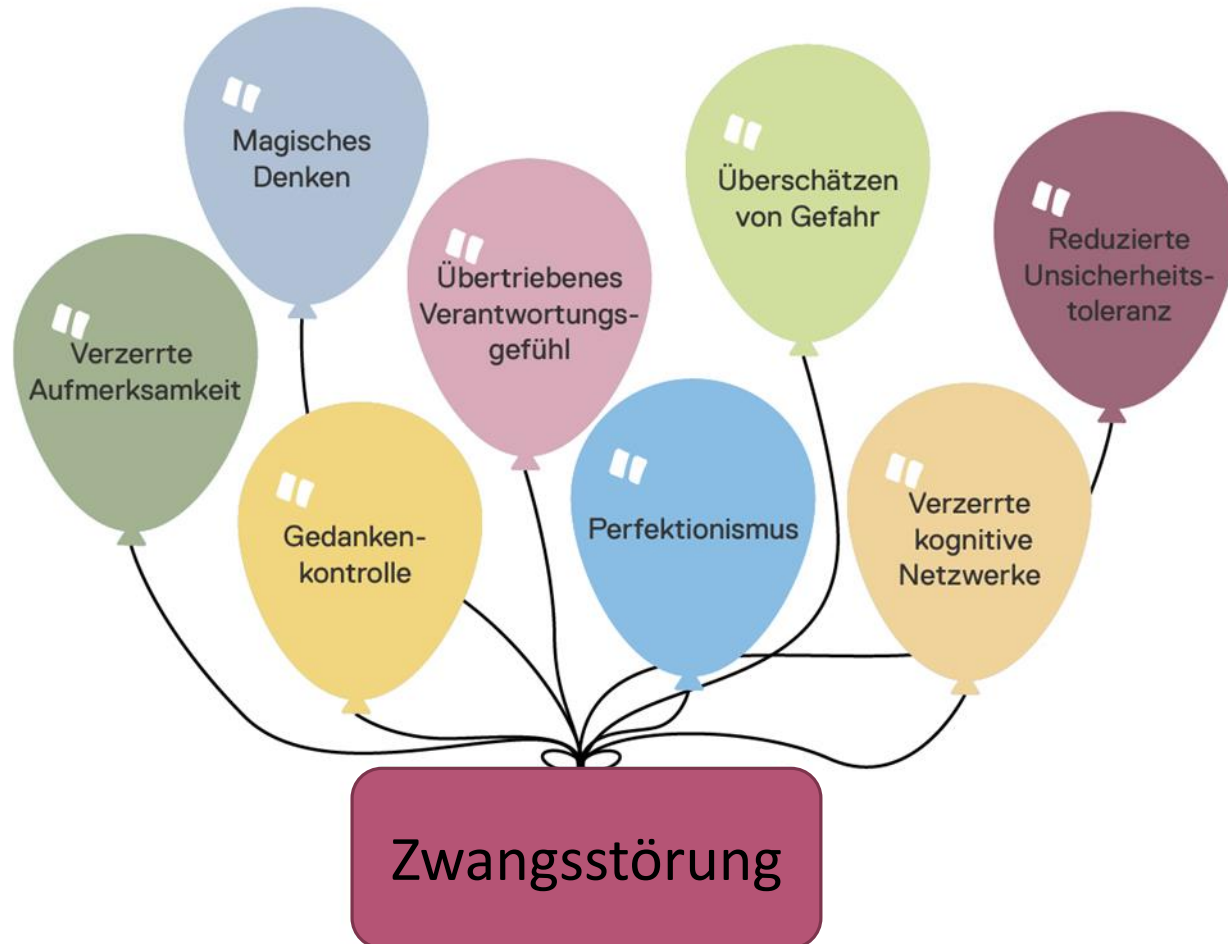 Magisches
Denken
Überschätzen
von Gefahr
Reduzierte
Unsicherheits-
toleranz
Übertriebenes
Verantwortungs-
gefühl
Verzerrte
Aufmerksamkeit
Gedanken-
kontrolle
Perfektionismus
Verzerrte
kognitive
Netzwerke
Zwangsstörung